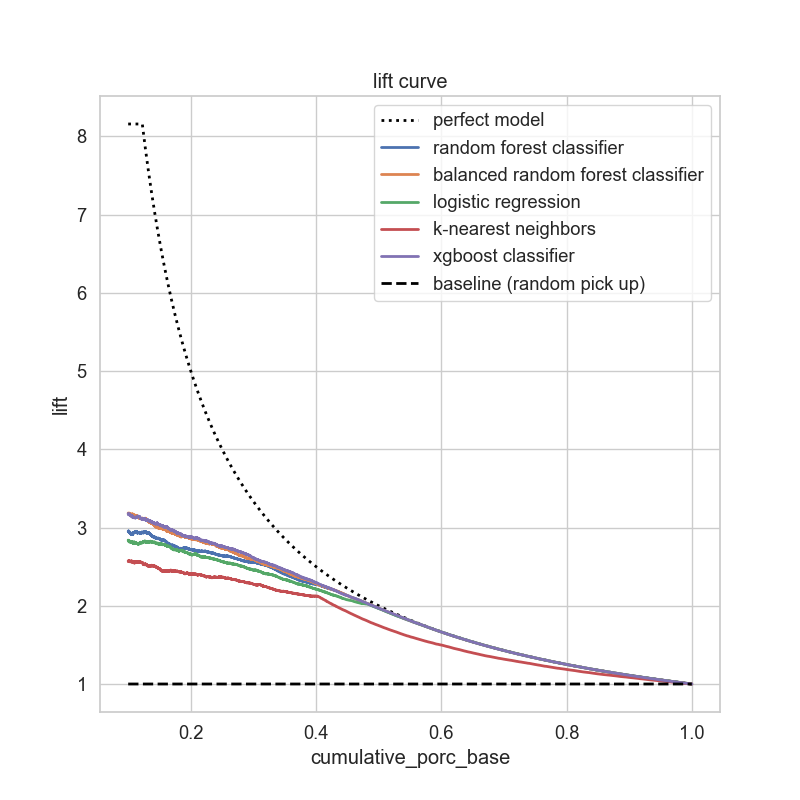 lift curve
perfect model
random forest classifier
balanced random forest classifier
logistic regression
k-nearest neighbors
xgboost classifier
baseline (random pick up)
8
7
6
5
4
3
2
1
lift
0.2 0.4 0.6 0.8 1.0
cumulative_porc_base